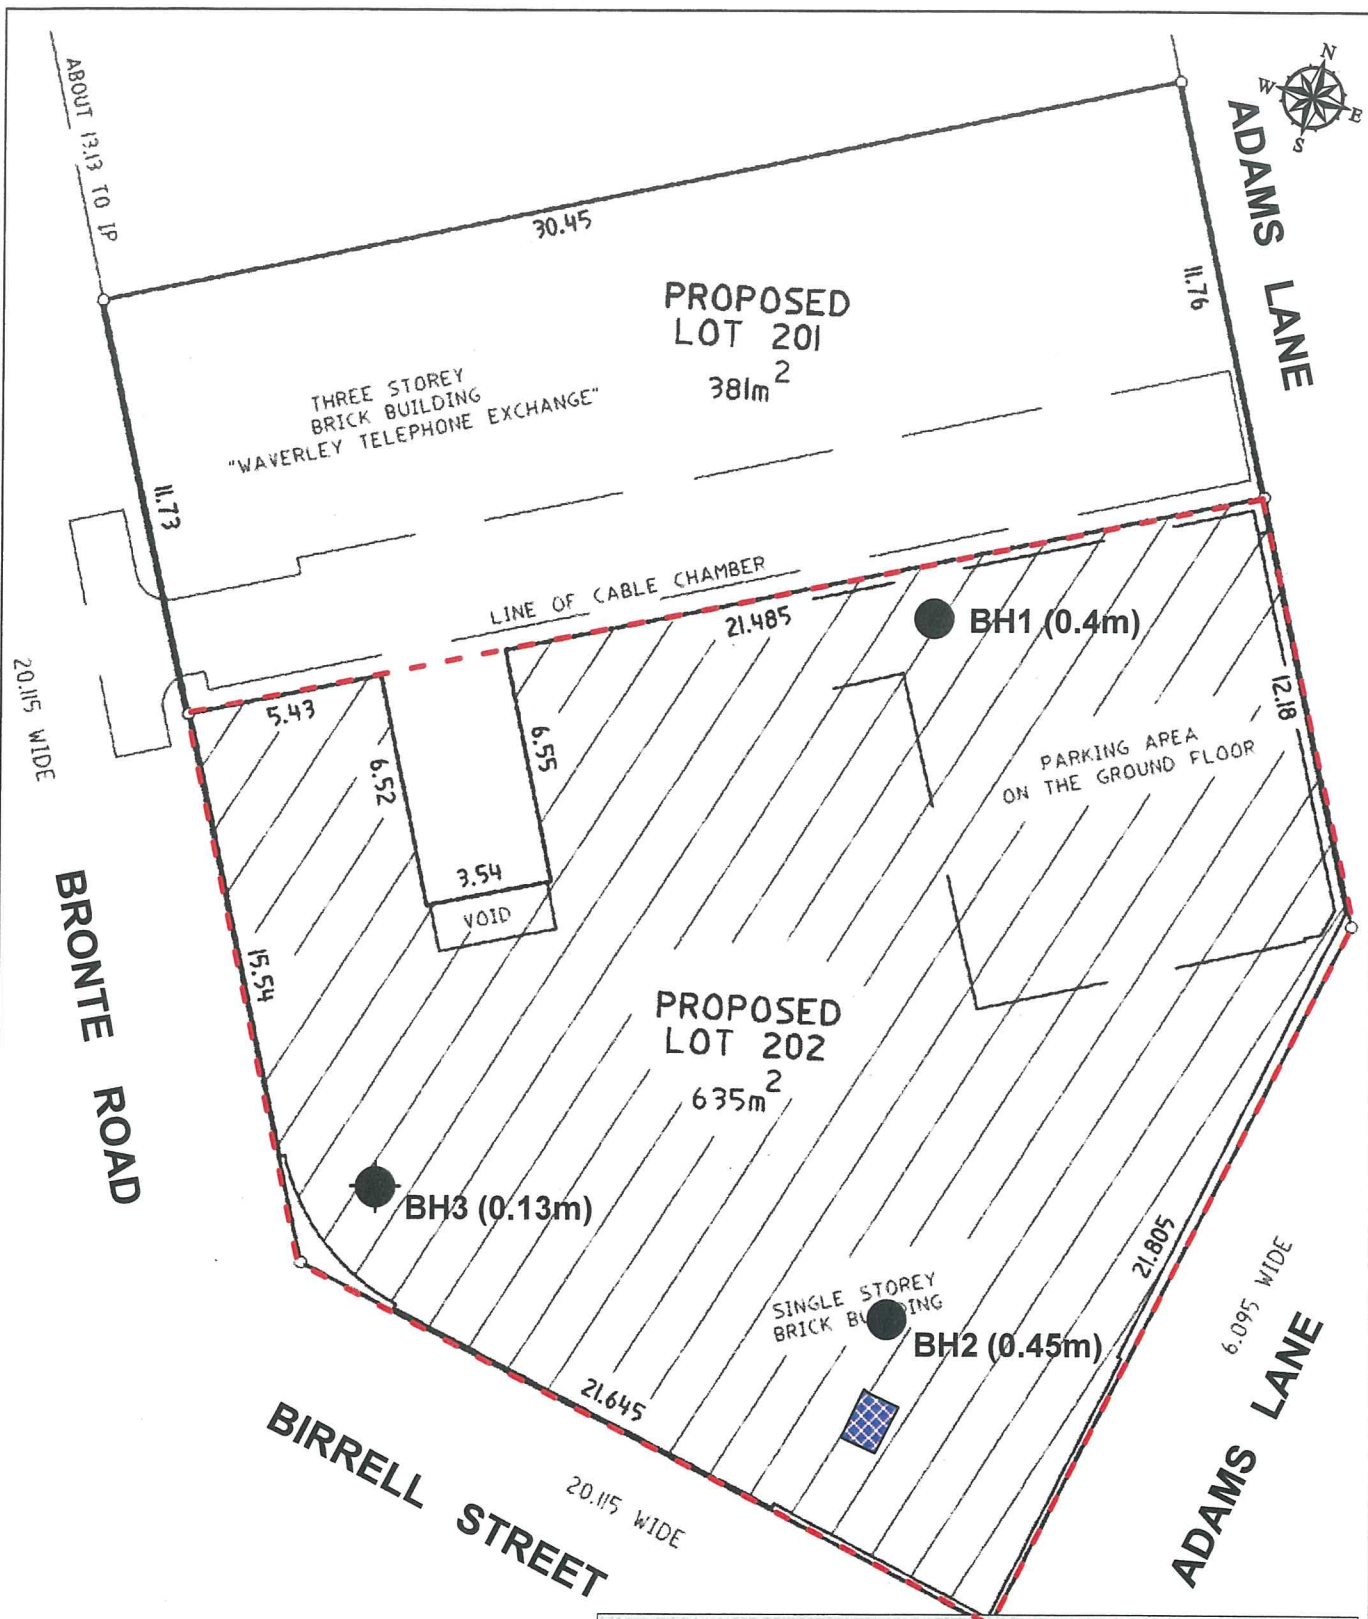 N
W
E
S
ABOUT 13.13 TO IP
ADAMS LANE
30.45
11.76
PROPOSED
LOT 201
381m2
THREE STOREY
BRICK BUILDING
"WAVERLEY TELEPHONE EXCHANGE"
11.73
LINE OF CABLE CHAMBER
21.485
BH1 (0.4m)
20.115 WIDE
5.43
6.52
6.55
12.18
PARKING AREA
ON THE GROUND FLOOR
3.54
VOID
BRONTE ROAD
15.54
PROPOSED
LOT 202
635m2
BH3 (0.13m)
21.805
6.095 WIDE
SINGLE STOREY
BRICK BUILDING
BH2 (0.45m)
21.645
BIRRELL STREET
20.115 WIDE
ADAMS LANE